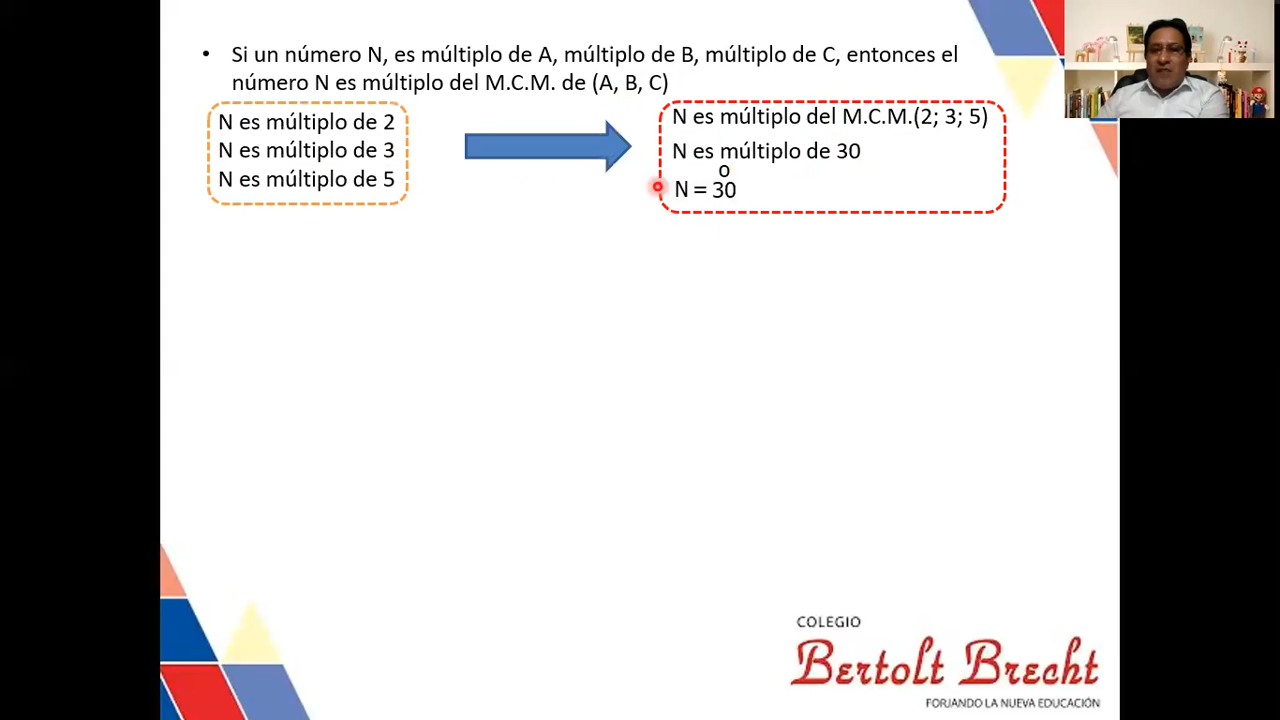 • Si un número N, es múltiplo de A, múltiplo de B, múltiplo de C, entonces el
número N es múltiplo del M.C.M. de (A, B, C)
N es múltiplo de 2
N es múltiplo de 3
N es múltiplo de 5
N es múltiplo del M.C.M.(2; 3; 5)
N es múltiplo de 30
o
N = 30
COLEGIO
Bertolt Brecht
FORJANDO LA NUEVA EDUCACIÓN